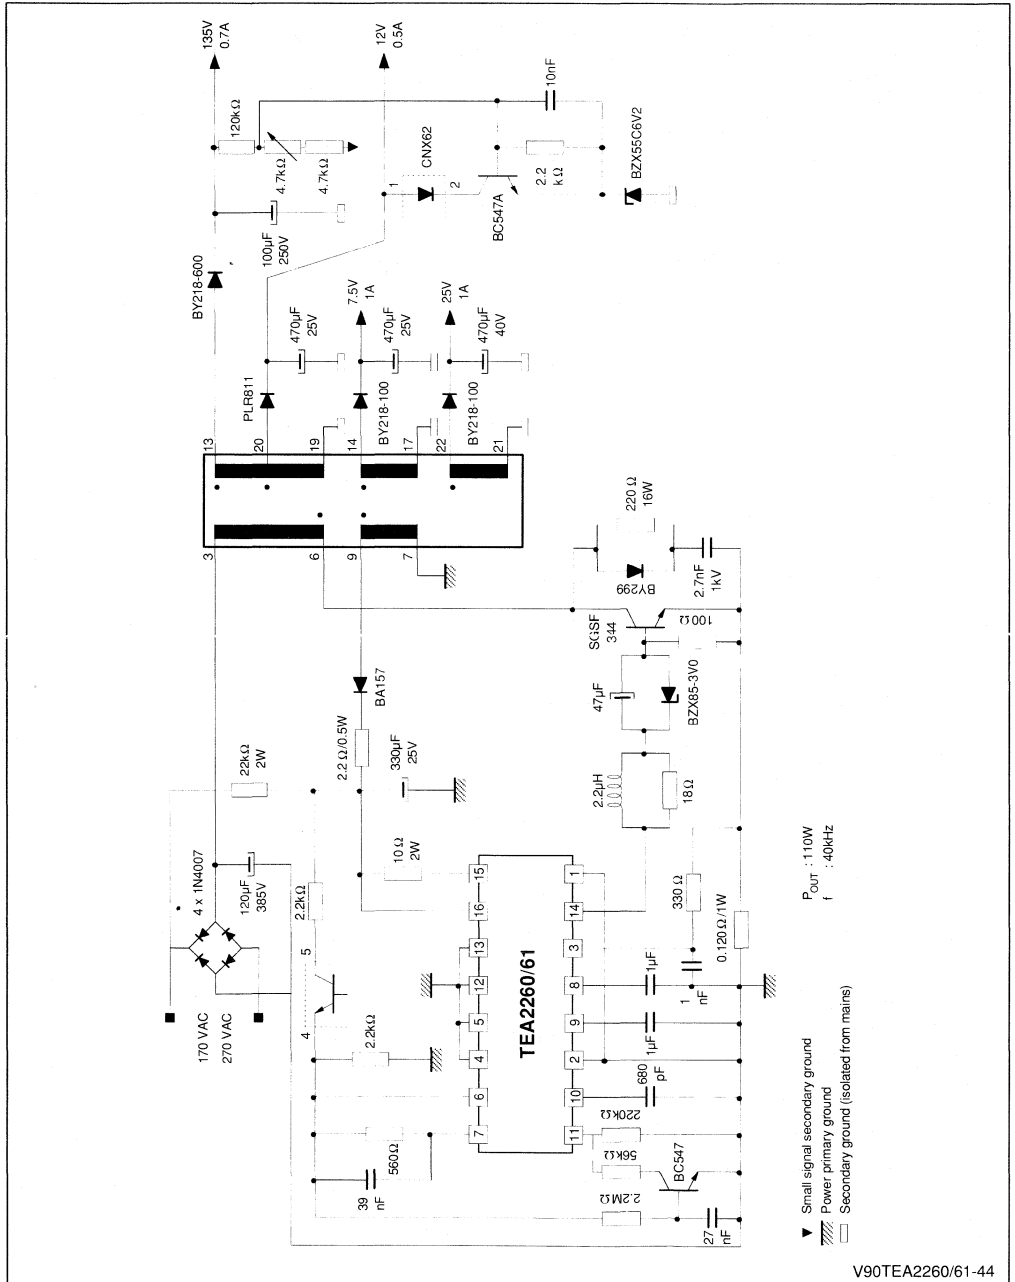 135V
0.7A
12V
0.5A
120kΩ
4.7kΩ
4.7kΩ
10nF
CNX62
1
2
2.2
kΩ
BZX55C6V2
BC547A
100µF
250V
BY218-600
7.5V
1A
25V
1A
470µF
25V
470µF
25V
470µF
40V
PLR811
BY218-100
BY218-100
13
20
19
14
17
22
21
3
6
9
7
220Ω
16W
BY299
2.7nF
1kV
SGSF
344
100Ω
47µF
BZX85-3V0
2.2µH
18Ω
BA157
2.2Ω/0.5W
330µF
25V
22kΩ
2W
10Ω
2W
4 x 1N4007
120µF
385V
2.2kΩ
5
4
2.2kΩ
170 VAC
270 VAC
15
16
13
12
5
4
6
7
TEA2260/61
1
14
3
8
9
2
10
11
330Ω
0.120Ω/1W
1µF
1
nF
1µF
680
pF
220kΩ
56kΩ
BC547
2.2MΩ
27
nF
560Ω
39
nF
P OUT : 110W
f : 40kHz
Small signal secondary ground
Power primary ground
Secondary ground (isolated from mains)
V90TEA2260/61-44